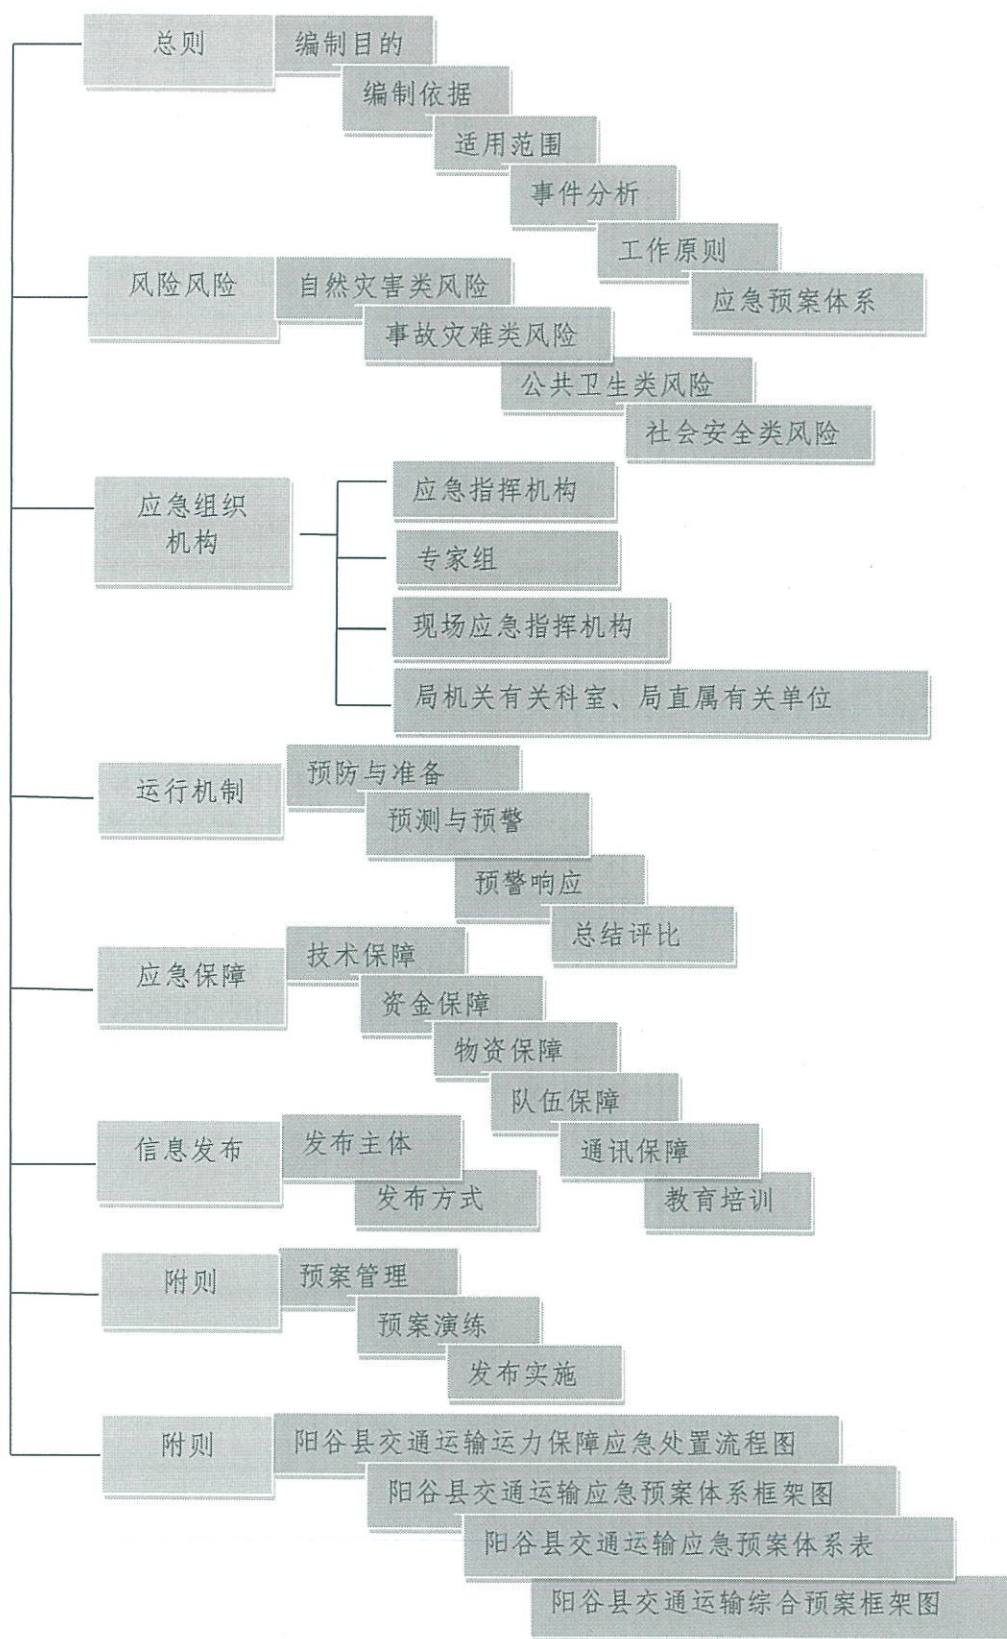 总则
编制目的
编制依据
适用范围
事件分析
工作原则
应急预案体系
风险风险
自然灾害类风险
事故灾难类风险
公共卫生类风险
社会安全类风险
应急组织
机构
应急指挥机构
专家组
现场应急指挥机构
局机关有关科室、局直属有关单位
运行机制
预防与准备
预测与预警
预警响应
总结评比
应急保障
技术保障
资金保障
物资保障
队伍保障
通讯保障
教育培训
信息发布
发布主体
发布方式
附则
预案管理
预案演练
发布实施
附则
阳谷县交通运输运力保障应急处置流程图
阳谷县交通运输应急预案体系框架图
阳谷县交通运输应急预案体系表
阳谷县交通运输综合预案框架图